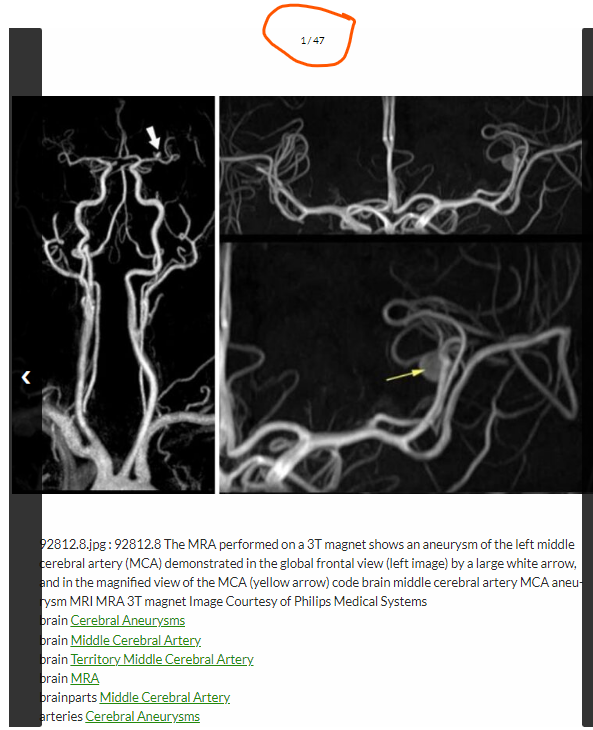 1 / 47
92812.8.jpg : 92812.8 The MRA performed on a 3T magnet shows an aneurysm of the left middle
cerebral artery (MCA) demonstrated in the global frontal view (left image) by a large white arrow,
and in the magnified view of the MCA (yellow arrow) code brain middle cerebral artery MCA aneu-
rysm MRI MRA 3T magnet Image Courtesy of Philips Medical Systems
brain Cerebral Aneurysms
brain Middle Cerebral Artery
brain Territory Middle Cerebral Artery
brain MRA
brainparts Middle Cerebral Artery
arteries Cerebral Aneurysms